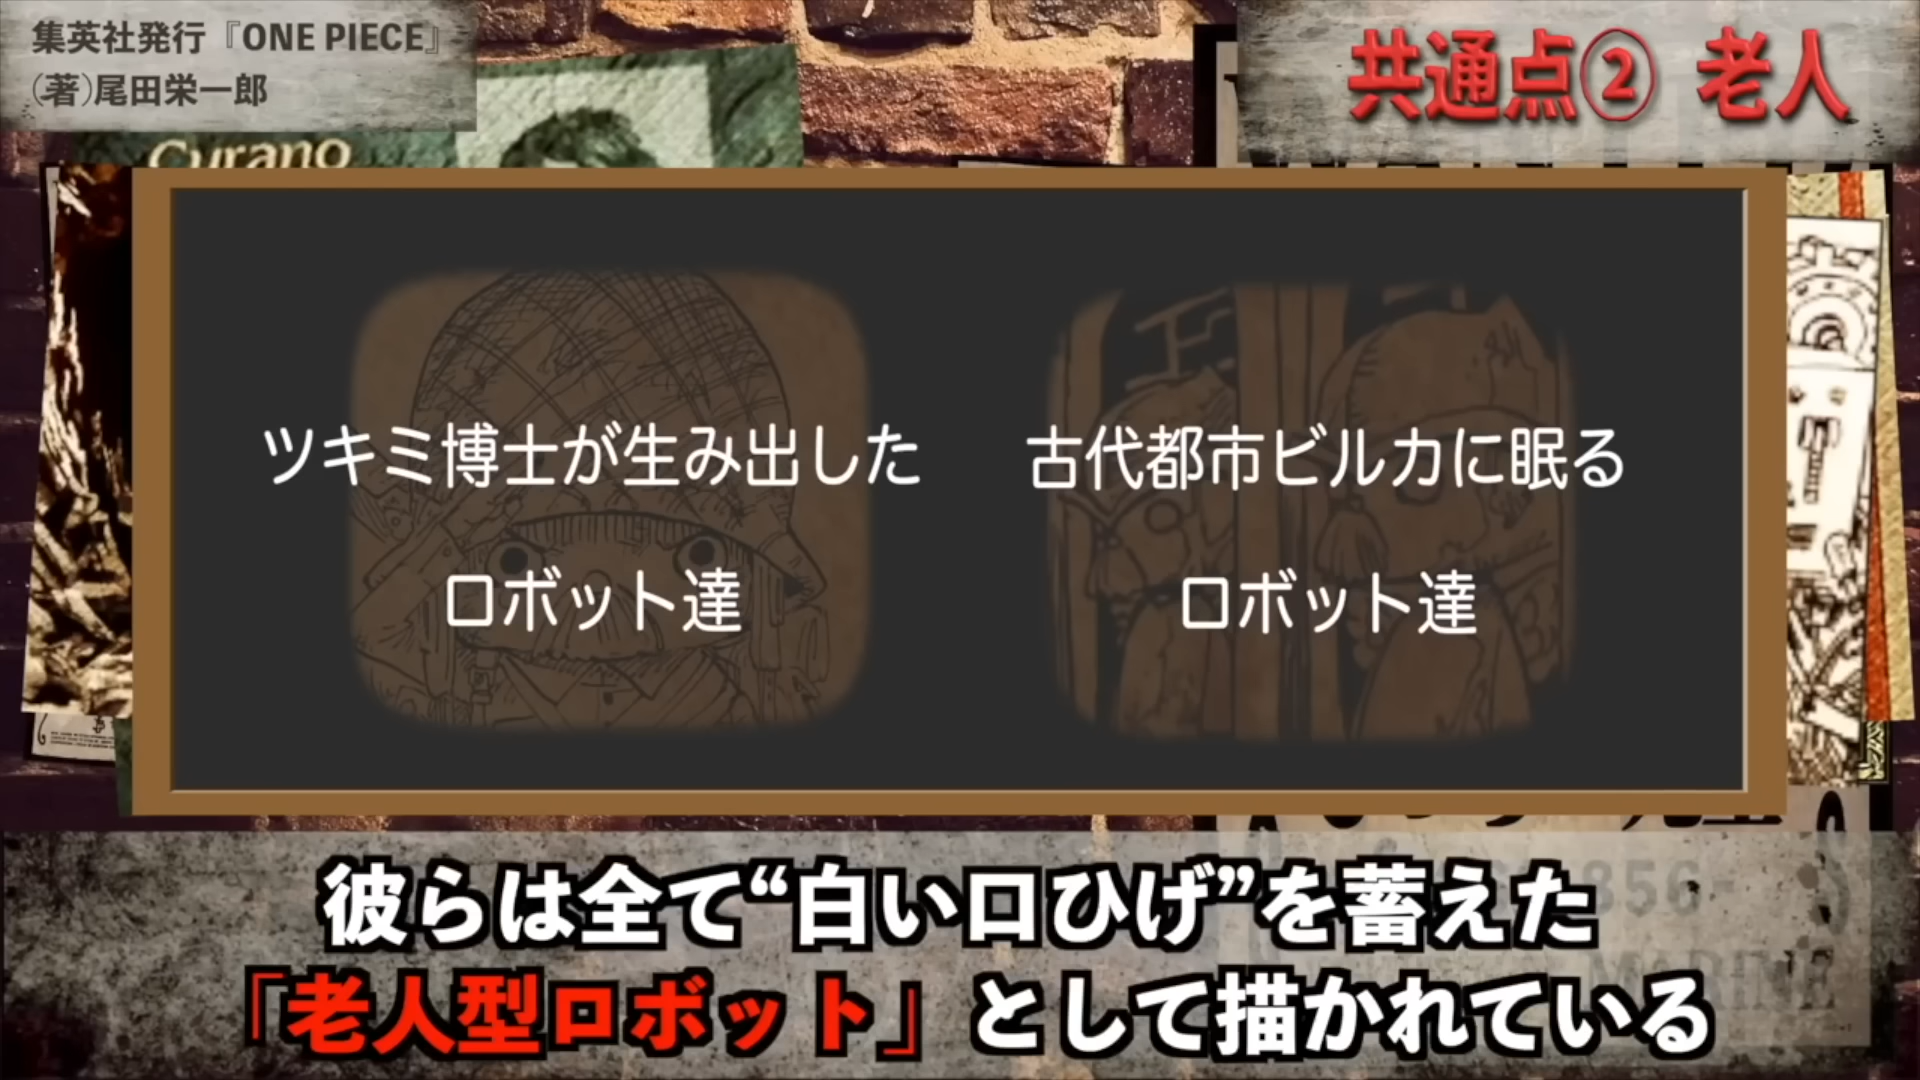 集英社発行『ONE PIECE』
(著)尾田栄一郎
共通点② 老人
Cyrano
ツキミ博士が生み出した
ロボット達
古代都市ビルカに眠る
ロボット達
856-
MARINE
彼らは全て“白い口ひげ”を蓄えた
「老人型ロボット」として描かれている